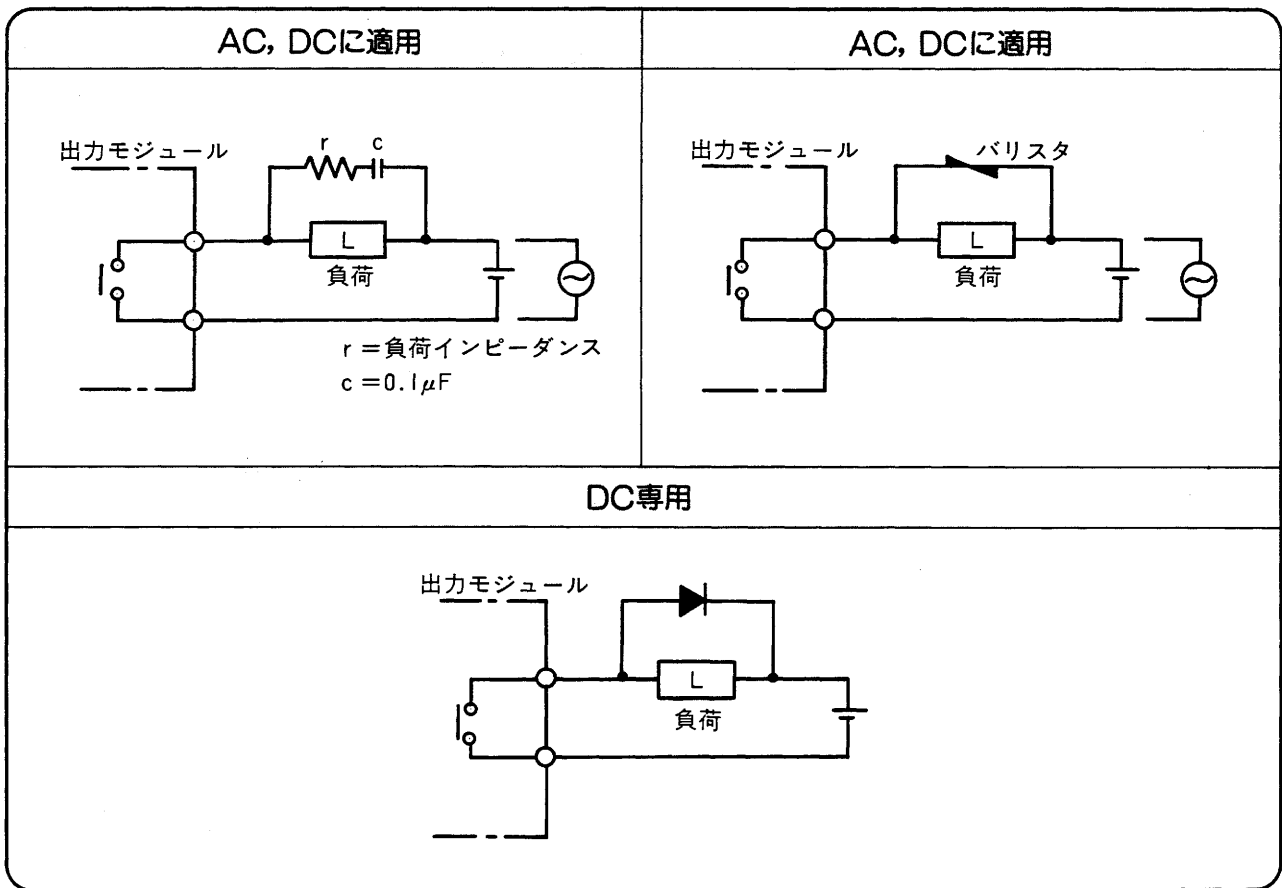 AC, DCに適用
出力モジュール
r
c
L
負荷
r=負荷インピーダンス
c=0.1μF
AC, DCに適用
出力モジュール
バリスタ
L
負荷
DC専用
出力モジュール
L
負荷